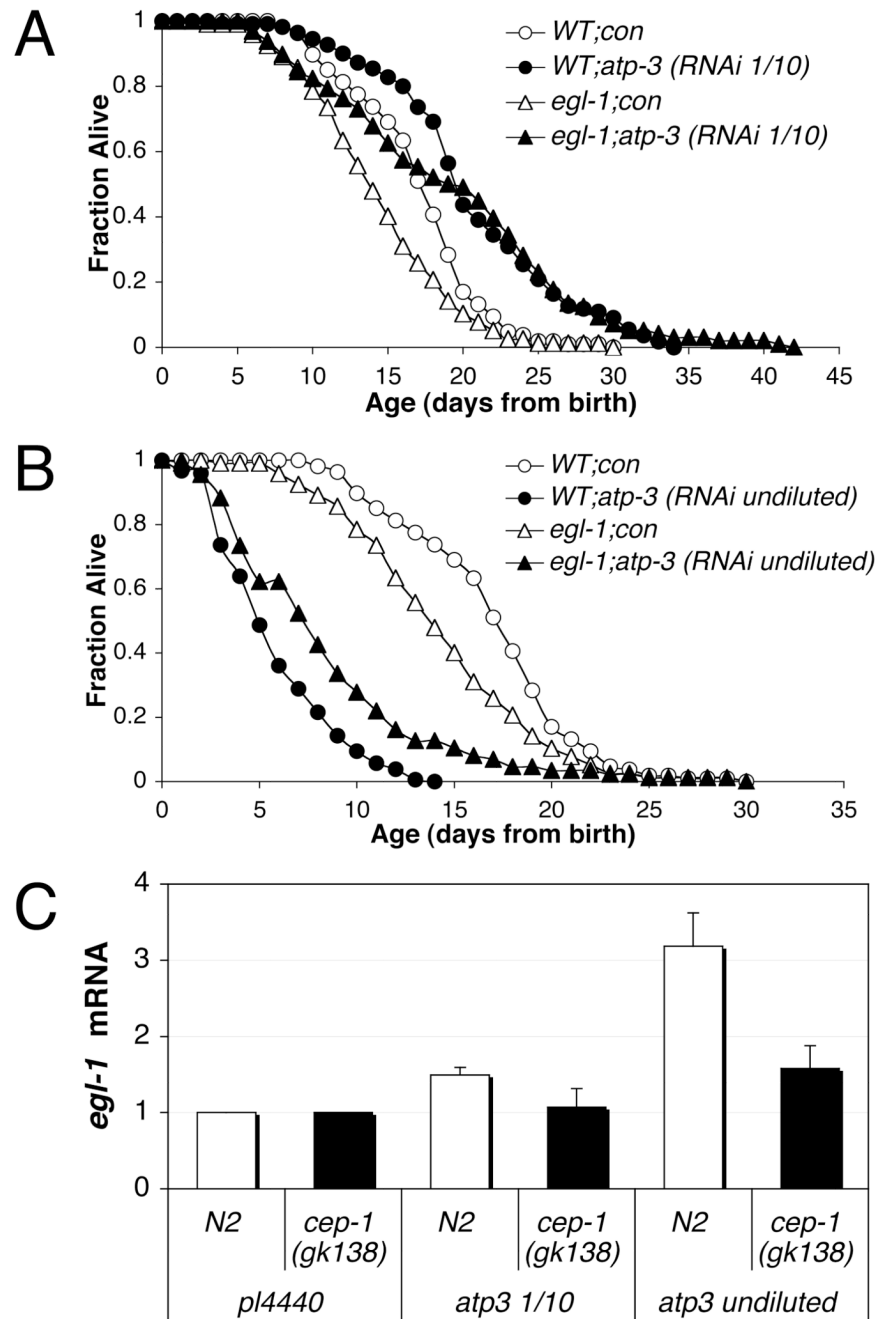 A
WT;con
WT;atp-3 (RNAi 1/10)
egl-1;con
egl-1;atp-3 (RNAi 1/10)
Fraction Alive
1
0.8
0.6
0.4
0.2
0
0 5 10 15 20 25 30 35 40 45
Age (days from birth)
B
WT;con
WT;atp-3 (RNAi undiluted)
egl-1;con
egl-1;atp-3 (RNAi undiluted)
Fraction Alive
1
0.8
0.6
0.4
0.2
0
0 5 10 15 20 25 30 35
Age (days from birth)
C
egl-1 mRNA
4
3
2
1
0
N2 cep-1 N2 cep-1 N2 cep-1
(gk138) (gk138) (gk138)
pl4440 atp3 1/10 atp3 undiluted